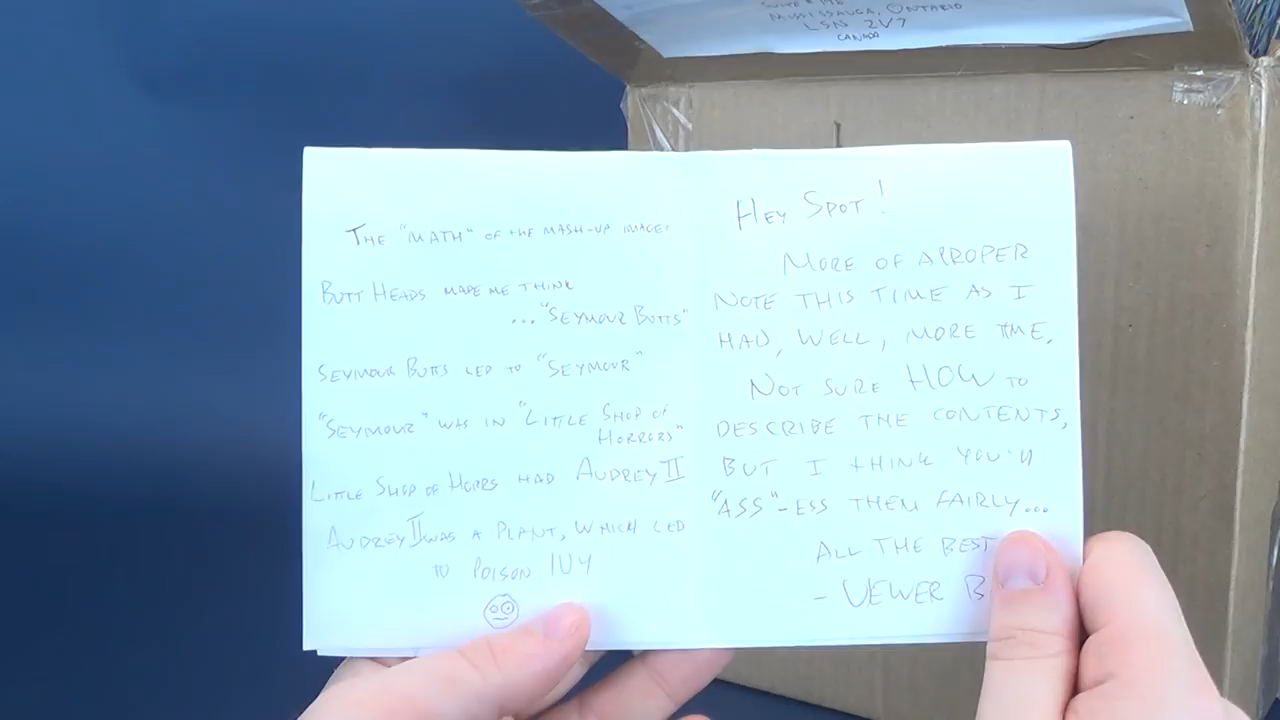 SUITE # 198
MISSISSAUGA, ONTARIO
L5N 2V7
CANADA
THE "MATH" OF THE MASH-UP IMAGE:
BUTT HEADS MADE ME THINK
... "SEYMOUR BUTTS"
SEYMOUR BUTTS LED TO "SEYMOUR"
"SEYMOUR" WAS IN "LITTLE SHOP OF
HORRORS"
LITTLE SHOP OF HORRS HAD AUDREY II
AUDREY II WAS A PLANT, WHICH LED
TO POISON IVY
HEY SPOT!
MORE OF A PROPER
NOTE THIS TIME AS I
HAD, WELL, MORE TIME.
NOT SURE HOW TO
DESCRIBE THE CONTENTS,
BUT I THINK YOU'll
"ASS"-ESS THEM FAIRLY...
ALL THE BEST
- VIEWER B